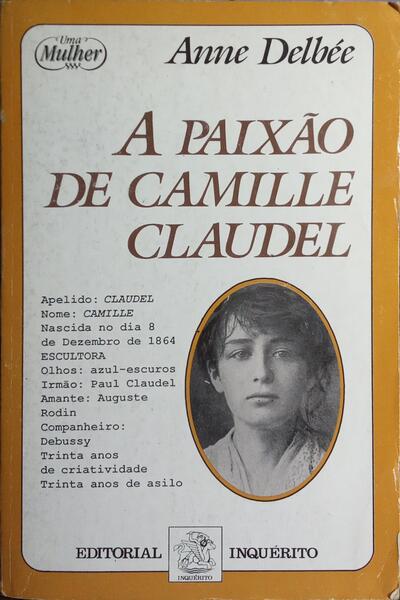 Uma
Mulher
Anne Delbée
A PAIXÃO
DE CAMILLE
CLAUDEL
Apelido: CLAUDEL
Nome: CAMILLE
Nascida no dia 8
de Dezembro de 1864
ESCULTORA
Olhos: azul-escuros
Irmão: Paul Claudel
Amante: Auguste
Rodin
Companheiro:
Debussy
Trinta anos
de criatividade
Trinta anos de asilo
EDITORIAL INQUÉRITO
INQUÉRITO